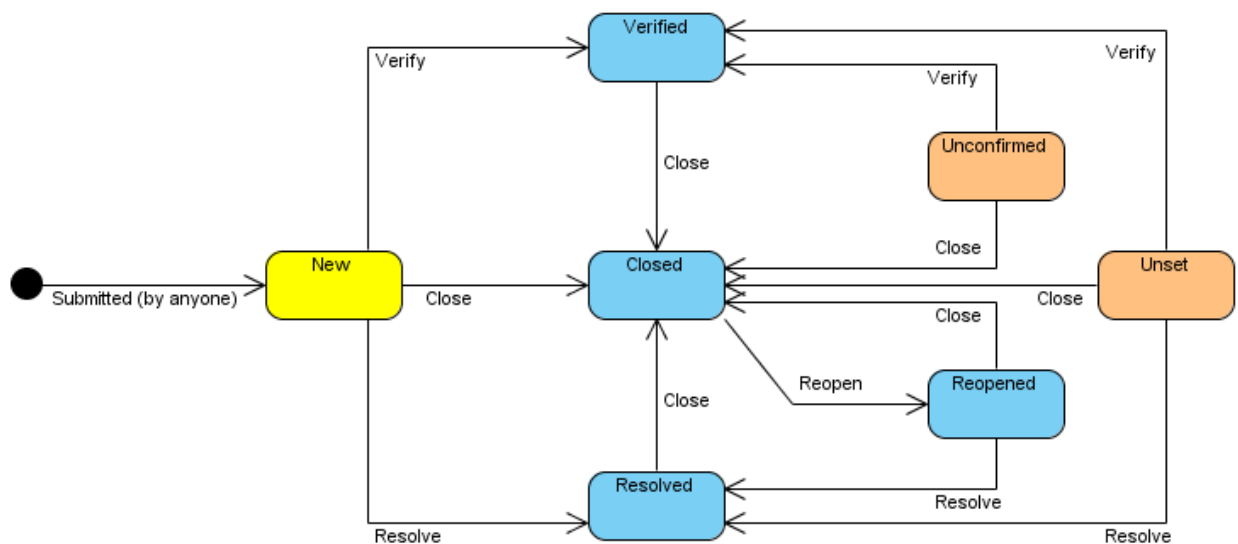 Verified
Verify
Verify
Verify
Unconfirmed
Close
Close
New
Closed
Unset
Submitted (by anyone)
Close
Close
Close
Reopen
Reopened
Close
Resolved
Resolve
Resolve
Resolve